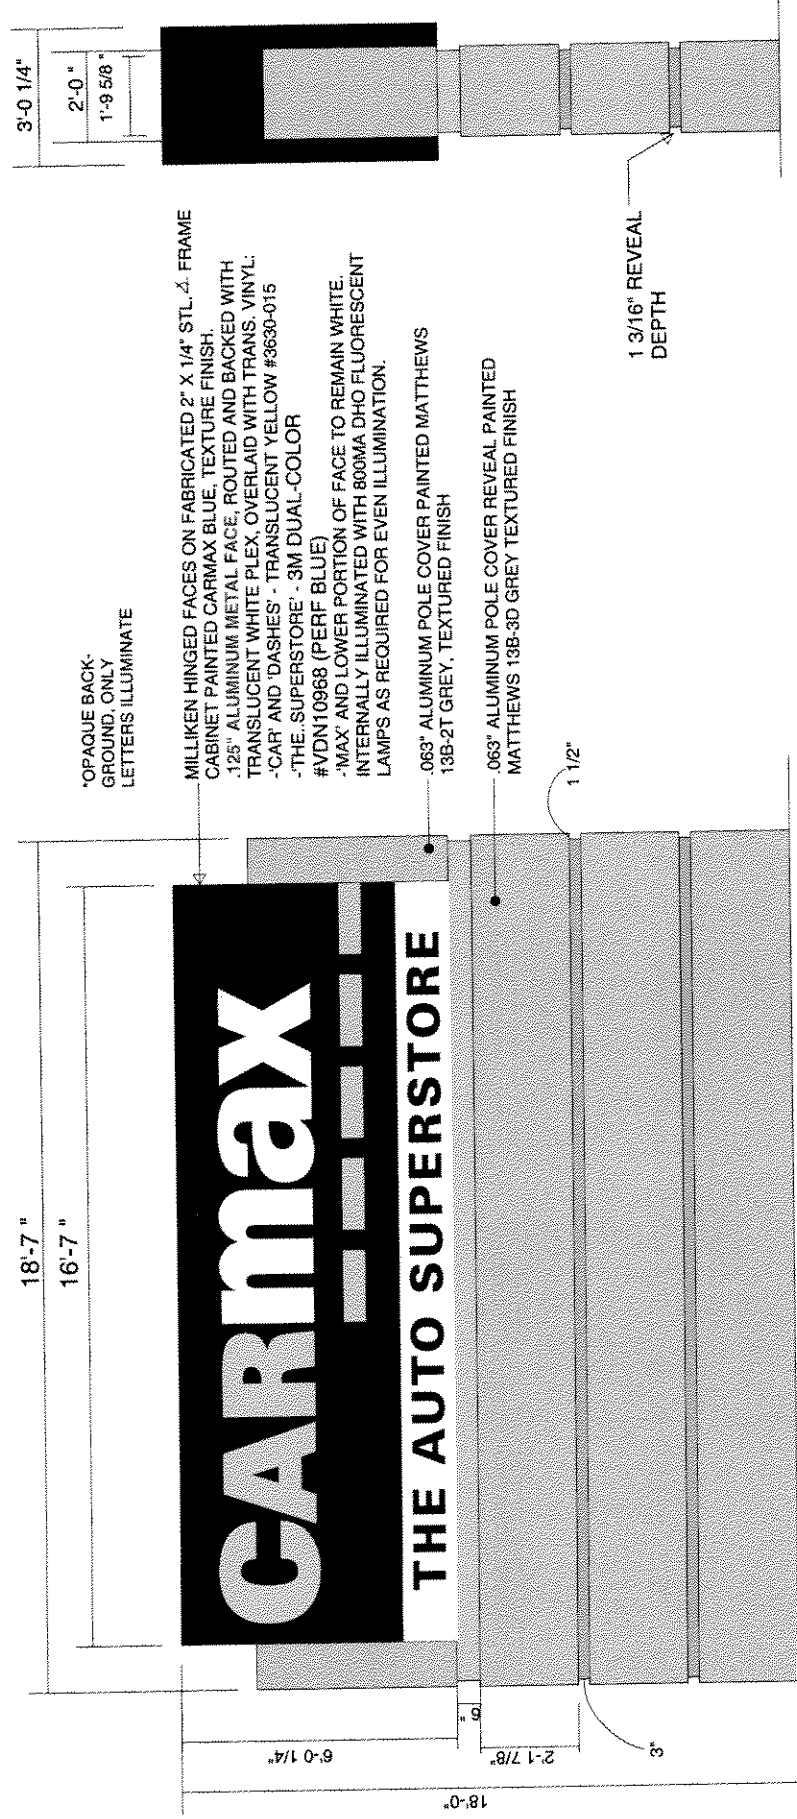 18'-7 "
16'-7 "
CARmax
THE AUTO SUPERSTORE
6'-0 1/4"
6 "
2'-1 7/8"
18'-0"
3"
1 1/2"
*OPAQUE BACK-
GROUND, ONLY
LETTERS ILLUMINATE
MILLIKEN HINGED FACES ON FABRICATED 2" X 1/4" STL. FRAME
CABINET PAINTED CARMAX BLUE, TEXTURE FINISH.
.125" ALUMINUM METAL FACE, ROUTED AND BACKED WITH
TRANSLUCENT WHITE PLEX, OVERLAID WITH TRANS. VINYL:
-'CAR' AND 'DASHES' - TRANSLUCENT YELLOW #3630-015
-'THE..SUPERSTORE' - 3M DUAL-COLOR
#VDN10968 (PERF BLUE)
-'MAX' AND LOWER PORTION OF FACE TO REMAIN WHITE.
INTERNALLY ILLUMINATED WITH 800MA DHO FLUORESCENT
LAMPS AS REQUIRED FOR EVEN ILLUMINATION.
.063" ALUMINUM POLE COVER PAINTED MATTHEWS
13B-2T GREY, TEXTURED FINISH
.063" ALUMINUM POLE COVER REVEAL PAINTED
MATTHEWS 13B-3D GREY TEXTURED FINISH
3'-0 1/4"
2'-0 "
1'-9 5/8 "
1 3/16" REVEAL
DEPTH